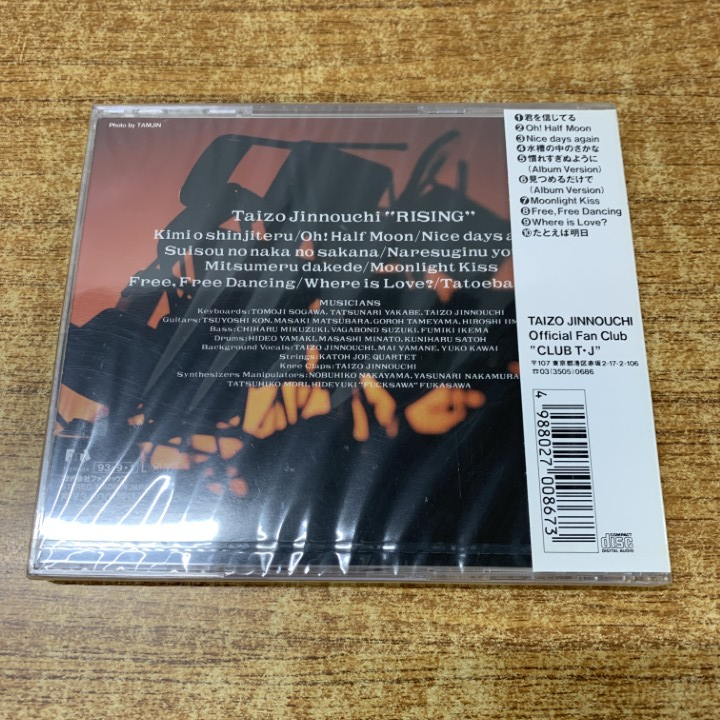 Photo by TAMJIN
Taizo Jinnouchi "RISING"
Kimi o shinjiteru/Oh! Half Moon/Nice days a
Suisou no naka no sakana/Naresuginu yo
Mitsumeru dakede/Moonlight Kiss
Free, Free Dancing/Where is Love?/Tatoeba
MUSICIANS
Keyboards: TOMOJI SOGAWA, TATSUNARI YAKABE, TAIZO JINNOUCHI
Guitars: TSUYOSHI KON, MASAKI MATSUBARA, GOROH TAMEYAMA, HIROSHI IIM
Bass: CHIHARU MIKUZUKI, VAGABOND SUZUKI, FUMIKI IKEMA
Drums: HIDEO YAMAKI, MASASHI MINATO, KUNIHARU SATOH
Background Vocals: TAIZO JINNOUCHI, MAI YAMANE, YUKO KAWAI
Strings: KATOH JOE QUARTET
Knee Claps: TAIZO JINNOUCHI
Synthesizers Manipulators: NOBUHIKO NAKAYAMA, YASUNARI NAKAMURA
TATSUHIKO MORI, HIDEYUKI "FUCKSAWA" FUKASAWA
❶君を信じてる
❷Oh! Half Moon
❸Nice days again
❹水槽の中のさかな
❺慣れすぎぬように
(Album Version)
❻見つめるだけで
(Album Version)
❼Moonlight Kiss
❽Free, Free Dancing
❾Where is Love?
❿たとえば明日
TAIZO JINNOUCHI
Official Fan Club
"CLUB T・J"
〒107 東京都港区赤坂2-17-2-106
☎03(3505)0686
4 988027 008673
COMPACT
disc
DIGITAL AUDIO